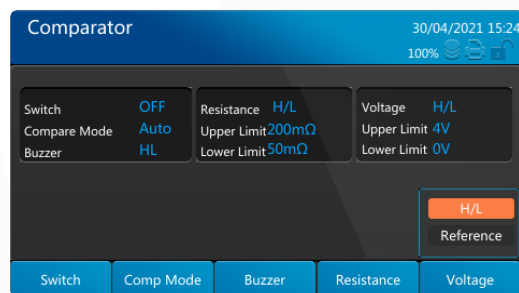 Comparator
30/04/2021 15:24
100%
Switch OFF
Compare Mode Auto
Buzzer HL
Resistance H/L
Upper Limit 200mΩ
Lower Limit 50mΩ
Voltage H/L
Upper Limit 4V
Lower Limit 0V
H/L
Reference
Switch Comp Mode Buzzer Resistance Voltage